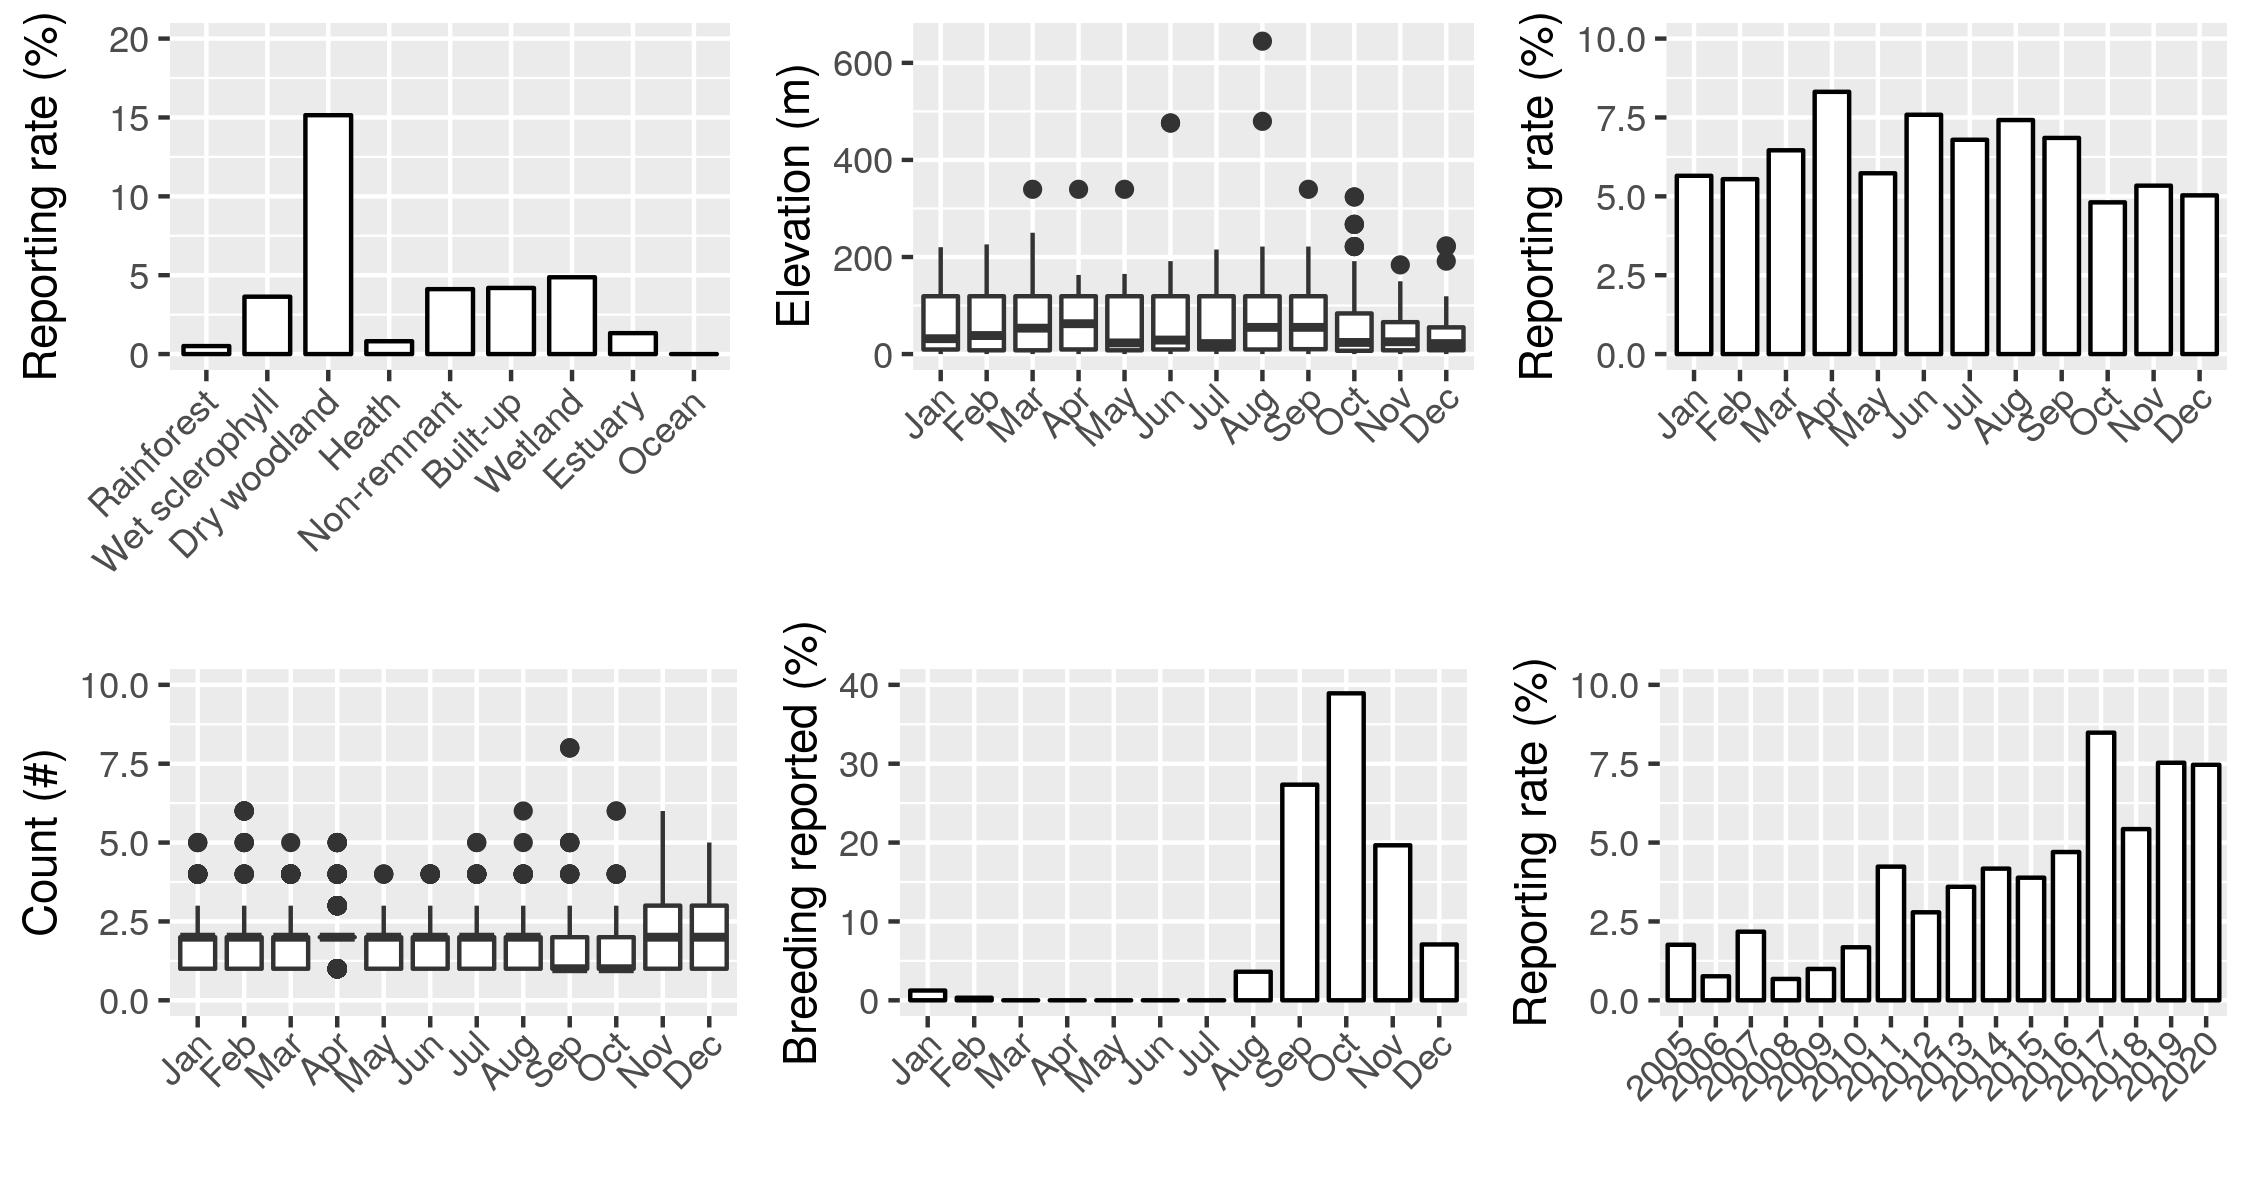 Reporting rate (%)
20
15
10
5
0
Rainforest
Wet sclerophyll
Dry woodland
Heath
Non-remnant
Built-up
Wetland
Estuary
Ocean
Elevation (m)
600
400
200
0
Jan
Feb
Mar
Apr
May
Jun
Jul
Aug
Sep
Oct
Nov
Dec
Reporting rate (%)
10.0
7.5
5.0
2.5
0.0
Jan
Feb
Mar
Apr
May
Jun
Jul
Aug
Sep
Oct
Nov
Dec
Count (#)
10.0
7.5
5.0
2.5
0.0
Jan
Feb
Mar
Apr
May
Jun
Jul
Aug
Sep
Oct
Nov
Dec
Breeding reported (%)
40
30
20
10
0
Jan
Feb
Mar
Apr
May
Jun
Jul
Aug
Sep
Oct
Nov
Dec
Reporting rate (%)
10.0
7.5
5.0
2.5
0.0
2005
2006
2007
2008
2009
2010
2011
2012
2013
2014
2015
2016
2017
2018
2019
2020